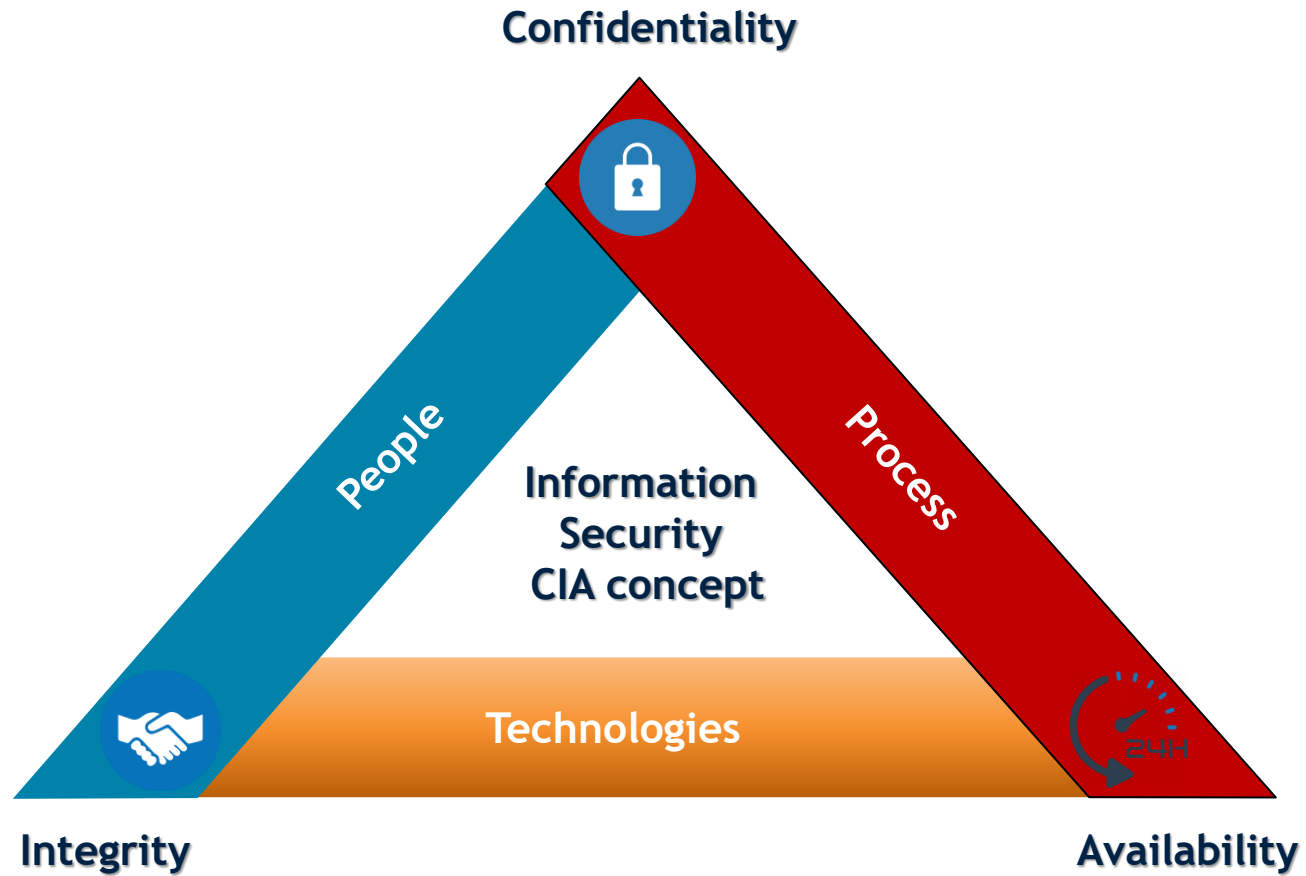 Confidentiality
People
Process
Information
Security
CIA concept
Technologies
24H
Integrity
Availability